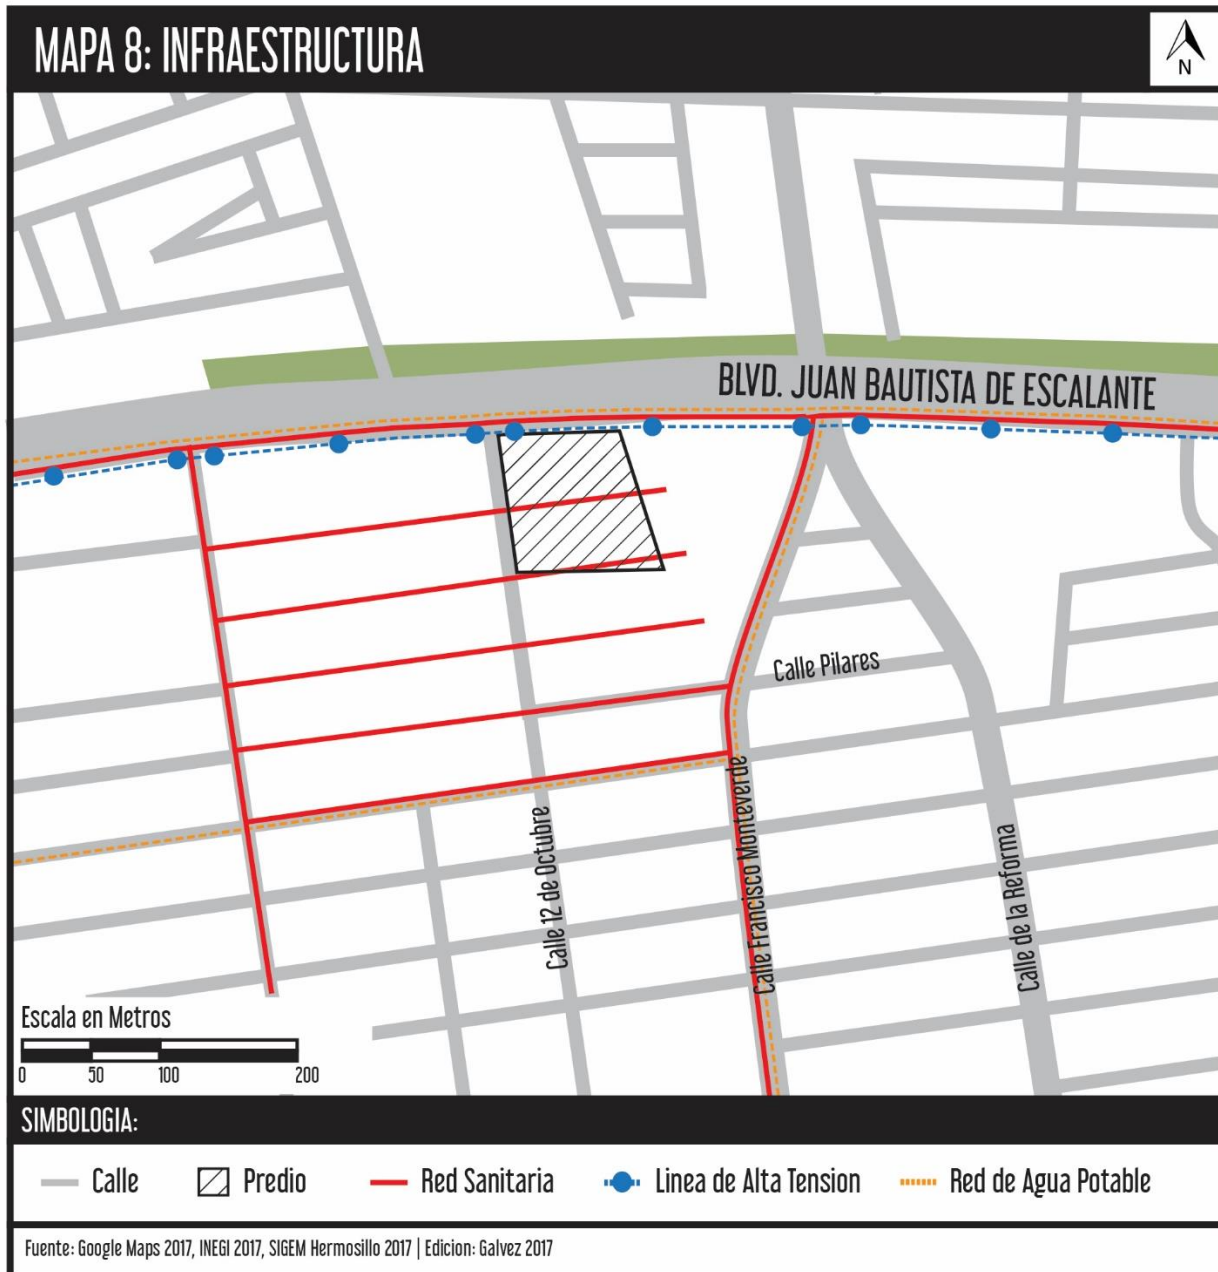 MAPA 8: INFRAESTRUCTURA
N
BLVD. JUAN BAUTISTA DE ESCALANTE
Calle Pilares
Calle 12 de Octubre
Calle Francisco Monteverde
Calle de la Reforma
Escala en Metros
0 50 100 200
SIMBOLOGIA:
Calle Predio Red Sanitaria Linea de Alta Tension Red de Agua Potable
Fuente: Google Maps 2017, INEGI 2017, SIGEM Hermosillo 2017 | Edicion: Galvez 2017